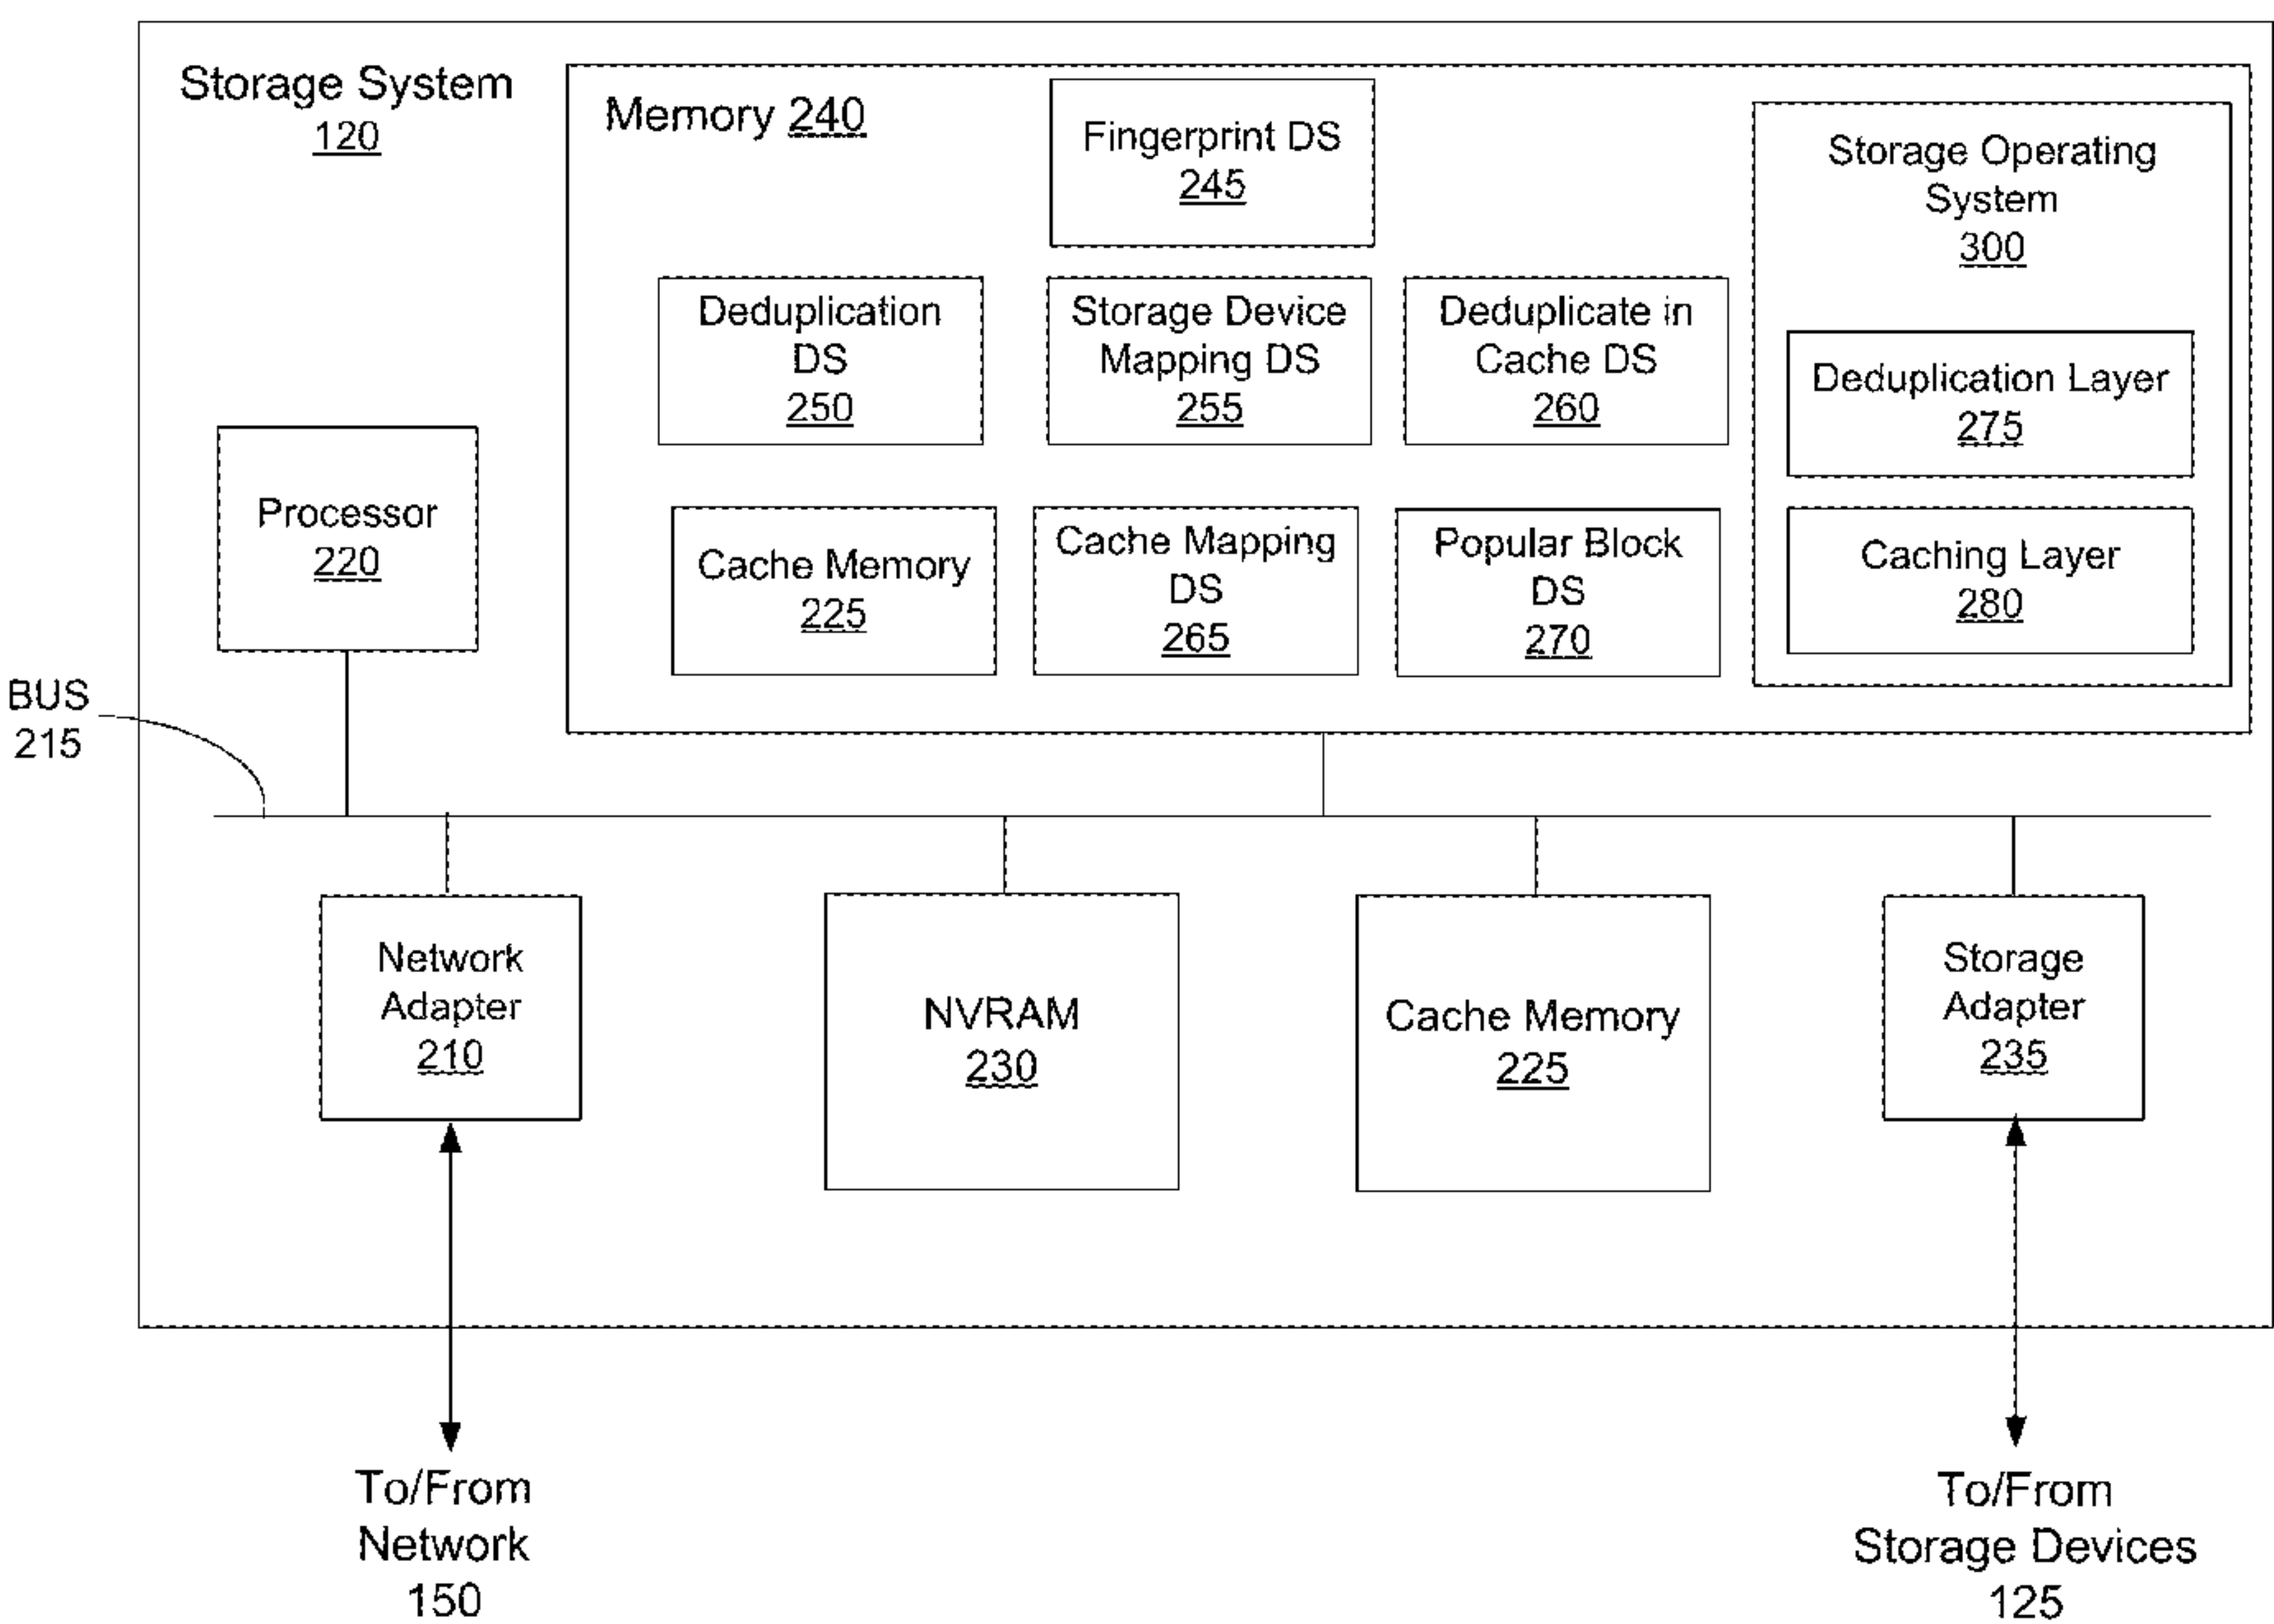 Storage System
120
Memory 240
Fingerprint DS
245
Storage Operating
System
300
Deduplication
DS
250
Storage Device
Mapping DS
255
Deduplicate in
Cache DS
260
Deduplication Layer
275
Processor
220
Cache Memory
225
Cache Mapping
DS
265
Popular Block
DS
270
Caching Layer
280
BUS
215
Network
Adapter
210
NVRAM
230
Cache Memory
225
Storage
Adapter
235
To/From
Network
150
To/From
Storage Devices
125